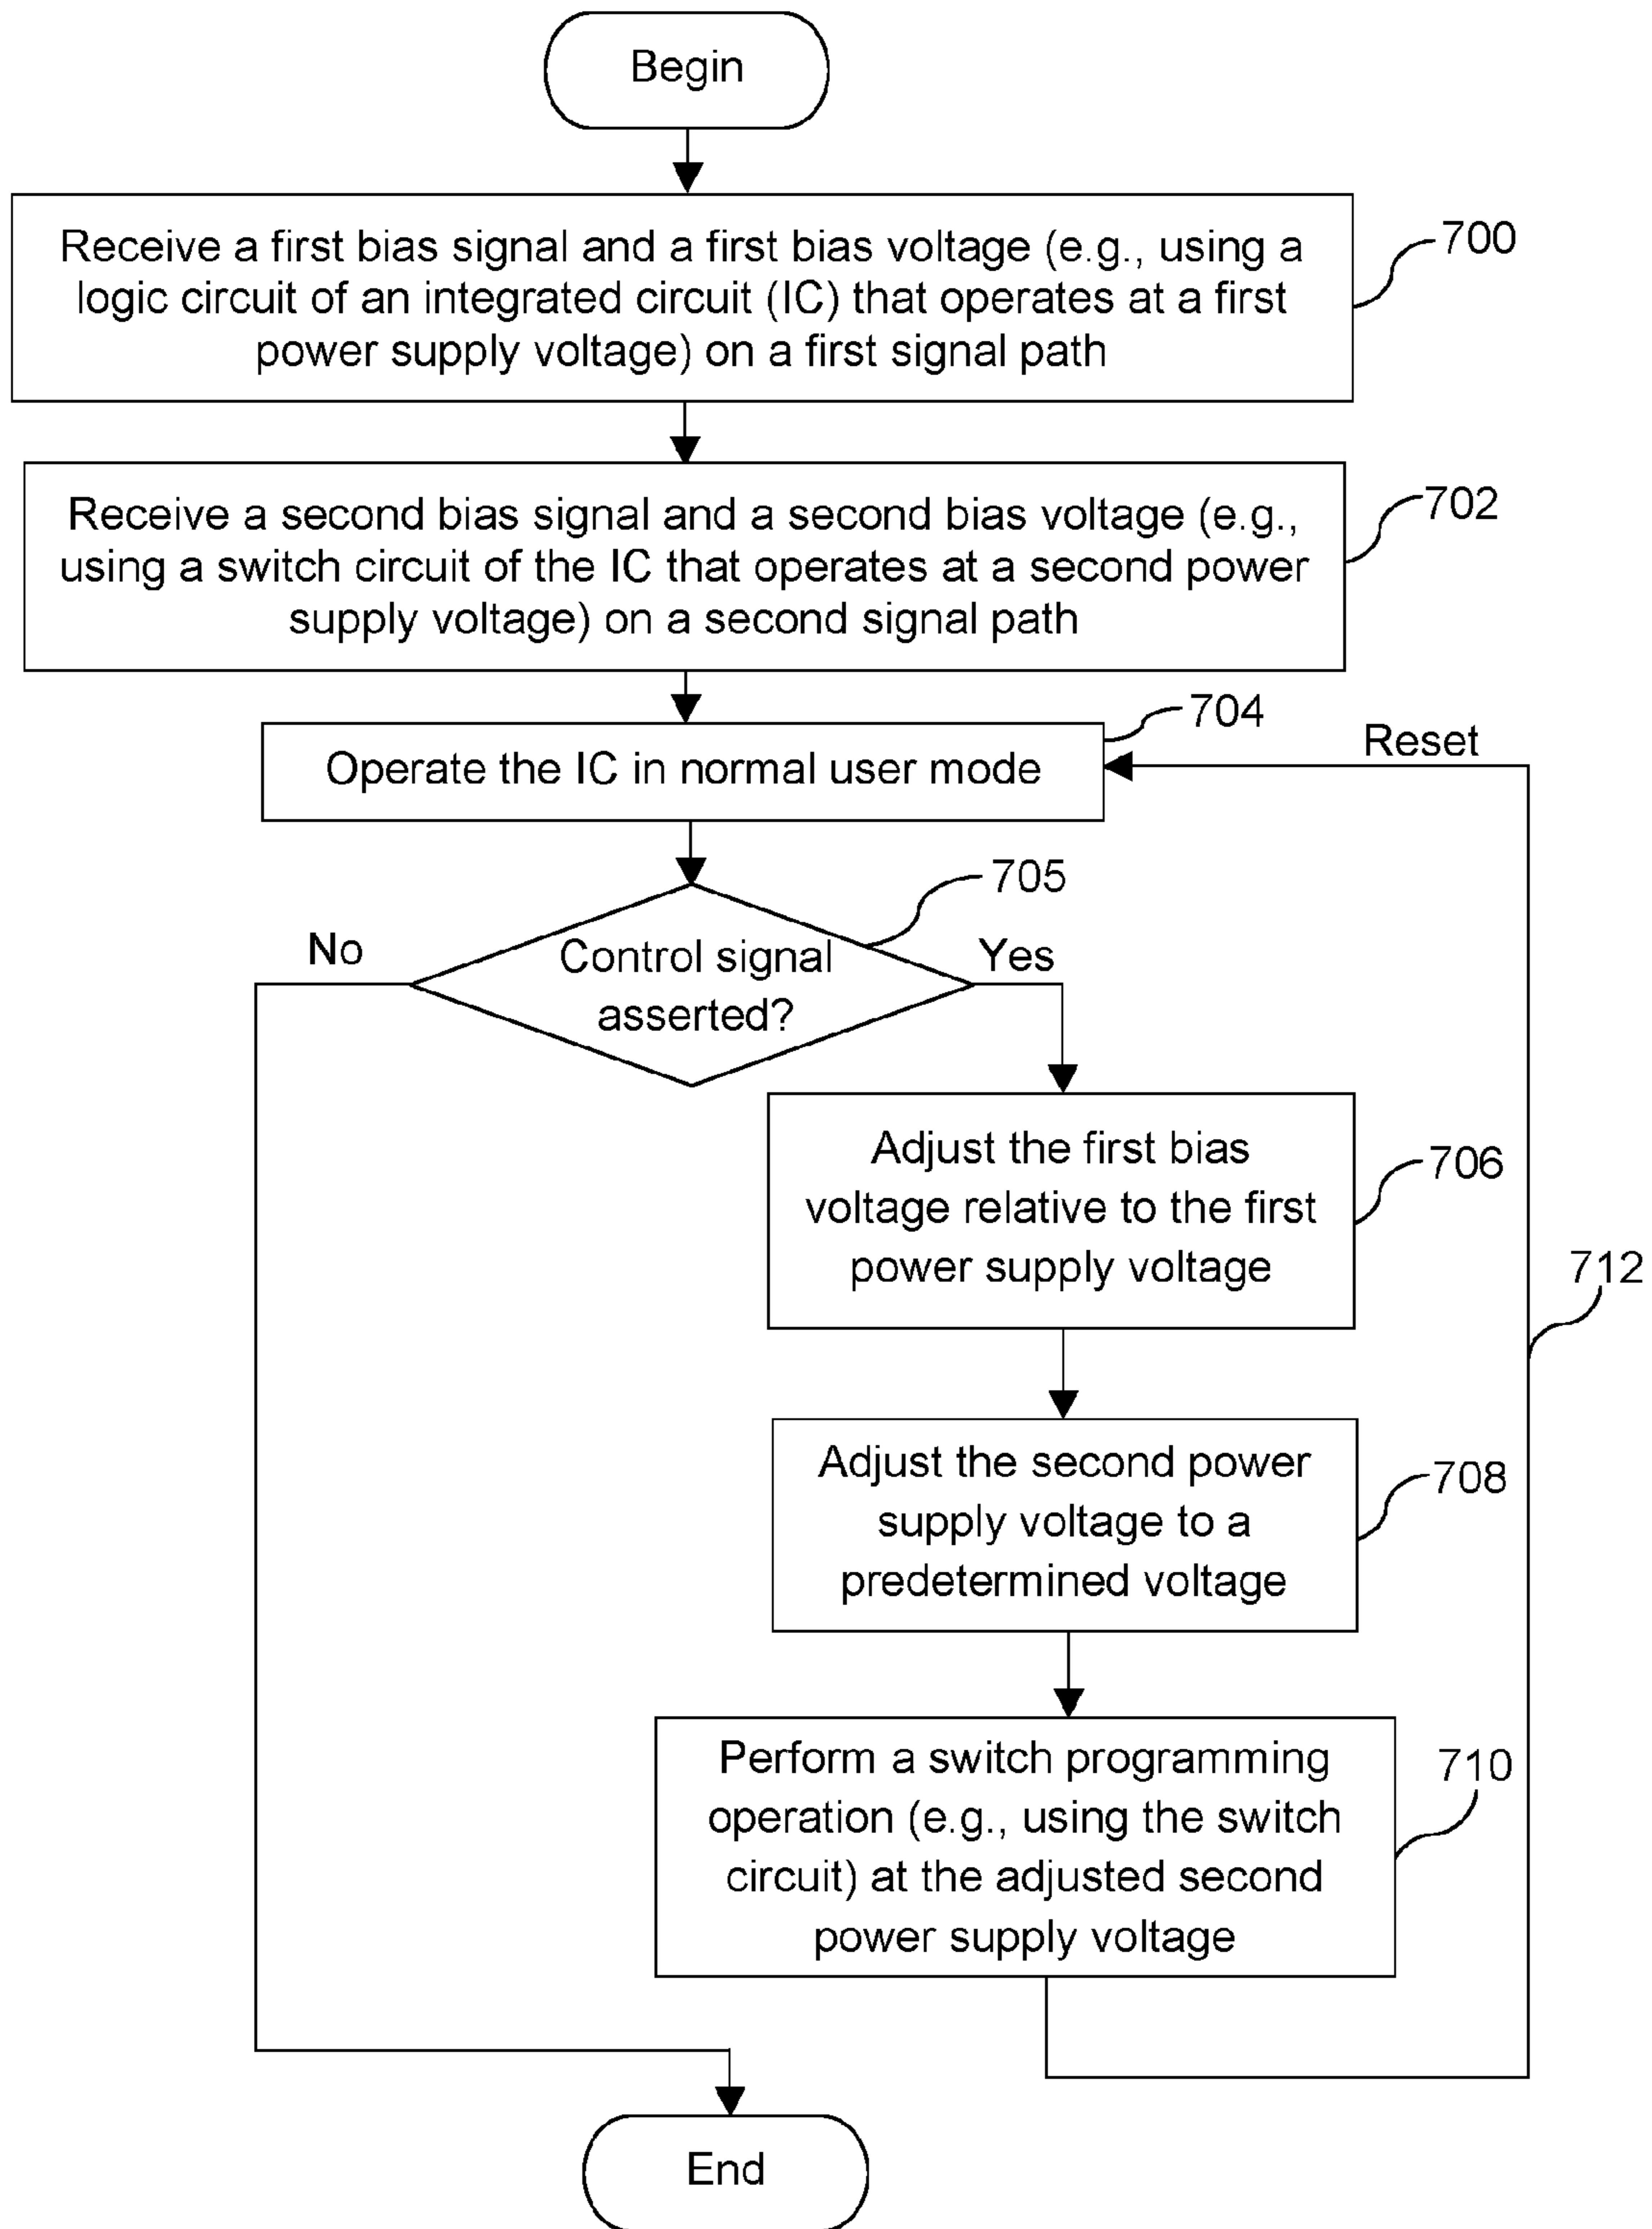 Begin
Receive a first bias signal and a first bias voltage (e.g., using a
logic circuit of an integrated circuit (IC) that operates at a first
power supply voltage) on a first signal path
700
Receive a second bias signal and a second bias voltage (e.g.,
using a switch circuit of the IC that operates at a second power
supply voltage) on a second signal path
702
704
Operate the IC in normal user mode
Reset
705
No
Control signal
asserted?
Yes
Adjust the first bias
voltage relative to the first
power supply voltage
706
712
Adjust the second power
supply voltage to a
predetermined voltage
708
Perform a switch programming
operation (e.g., using the switch
circuit) at the adjusted second
power supply voltage
710
End